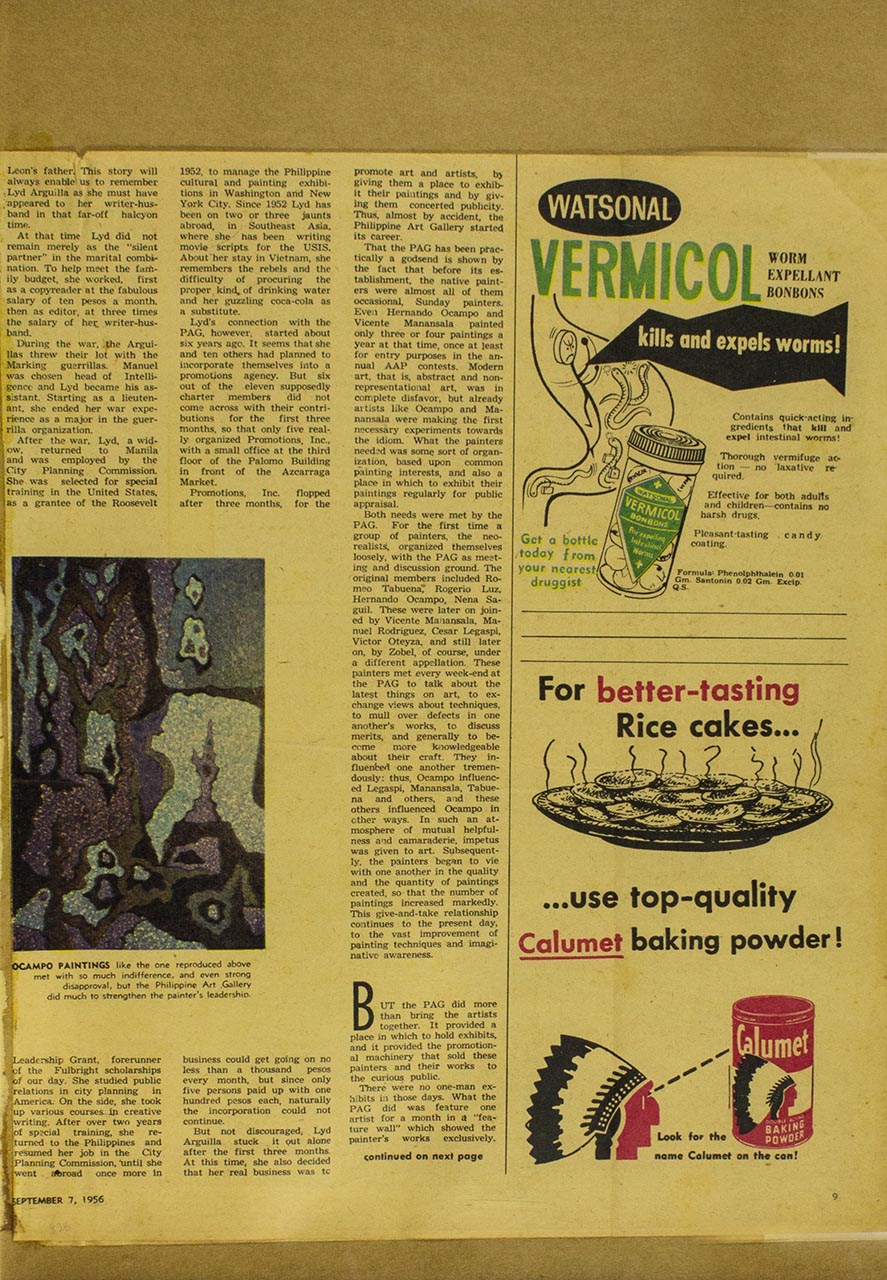 Leon's father. This story will
always enable us to remember
Lyd Arguilla as she must have
appeared to her writer-hus-
band in that far-off halcyon
time.
At that time Lyd did not
remain merely as the "silent
partner" in the marital combi-
nation. To help meet the fam-
ily budget, she worked, first
as a copyreader at the fabulous
salary of ten pesos a month,
then as editor, at three times
the salary of her writer-hus-
band.
During the war, the Argui-
llas threw their lot with the
Marking guerrillas. Manuel
was chosen head of Intelli-
gence and Lyd became his as-
sistant. Starting as a lieuten-
ant, she ended her war expe-
rience as a major in the guer-
rilla organization.
After the war, Lyd, a wid-
ow, returned to Manila
and was employed by the
City Planning Commission.
She was selected for special
training in the United States,
as a grantee of the Roosevelt
OCAMPO PAINTINGS like the one reproduced above
met with so much indifference, and even strong
disapproval, but the Philippine Art Gallery
did much to strengthen the painter's leadership.
Leadership Grant, forerunner
of the Fulbright scholarships
of our day. She studied public
relations in city planning in
America. On the side, she took
up various courses in creative
writing. After over two years
of special training, she re-
turned to the Philippines and
resumed her job in the City
Planning Commission, until she
went abroad once more in
1952, to manage the Philippine
cultural and painting exhibi-
tions in Washington and New
York City. Since 1952 Lyd has
been on two or three jaunts
abroad, in Southeast Asia,
where she has been writing
movie scripts for the USIS.
About her stay in Vietnam, she
remembers the rebels and the
difficulty of procuring the
proper kind of drinking water
and her guzzling coca-cola as
a substitute.
Lyd's connection with the
PAG, however, started about
six years ago. It seems that she
and ten others had planned to
incorporate themselves into a
promotions agency. But six
out of the eleven supposedly
charter members did not
come across with their contri-
butions for the first three
months, so that only five real-
ly organized Promotions, Inc.,
with a small office at the third
floor of the Palomo Building
in front of the Azcarraga
Market.
Promotions, Inc. flopped
after three months, for the
business could get going on no
less than a thousand pesos
every month, but since only
five persons paid up with one
hundred pesos each, naturally
the incorporation could not
continue.
But not discouraged, Lyd
Arguilla stuck it out alone
after the first three months.
At this time, she also decided
that her real business was to
promote art and artists, by
giving them a place to exhib-
it their paintings and by giv-
ing them concerted publicity.
Thus, almost by accident, the
Philippine Art Gallery started
its career.
That the PAG has been prac-
tically a godsend is shown by
the fact that before its es-
tablishment, the native paint-
ers were almost all of them
occasional, Sunday painters.
Even Hernando Ocampo and
Vicente Manansala painted
only three or four paintings a
year at that time, once at least
for entry purposes in the an-
nual AAP contests. Modern
art, that is, abstract and non-
representational art, was in
complete disfavor, but already
artists like Ocampo and Ma-
nansala were making the first
necessary experiments towards
the idiom. What the painters
needed was some sort of organ-
ization, based upon common
painting interests, and also a
place in which to exhibit their
paintings regularly for public
appraisal.
Both needs were met by the
PAG. For the first time a
group of painters, the neo-
realists, organized themselves
loosely, with the PAG as meet-
ing and discussion ground. The
original members included Ro-
meo Tabuena, Rogerio Luz,
Hernando Ocampo, Nena Sa-
guil. These were later on join-
ed by Vicente Manansala, Ma-
nuel Rodriguez, Cesar Legaspi,
Victor Oteyza, and still later
on, by Zobel, of course, under
a different appellation. These
painters met every week-end at
the PAG to talk about the
latest things on art, to ex-
change views about techniques,
to mull over defects in one
another's works, to discuss
merits, and generally to be-
come more knowledgeable
about their craft. They in-
fluenbed one another tremen-
dously: thus, Ocampo influenc-
ed Legaspi, Manansala, Tabue-
na and others, and these
others influenced Ocampo in
other ways. In such an at-
mosphere of mutual helpful-
ness and camaraderie, impetus
was given to art. Subsequent-
ly, the painters began to vie
with one another in the quality
and the quantity of paintings
created, so that the number of
paintings increased markedly.
This give-and-take relationship
continues to the present day,
to the vast improvement of
painting techniques and imagi-
native awareness.
BUT the PAG did more
than bring the artists
together. It provided a
place in which to hold exhibits,
and it provided the promotion-
al machinery that sold these
painters and their works to
the curious public.
There were no one-man ex-
hibits in those days. What the
PAG did was feature one
artist for a month in a "fea-
ture wall" which showed the
painter's works exclusively.
continued on next page
WATSONAL
VERMICOL
WORM
EXPELLANT
BONBONS
kills and expels worms!
Contains quick-acting in-
gredients that kill and
expel intestinal worms!
Thorough vermifuge ac-
tion — no laxative re-
quired.
Effective for both adults
and children—contains no
harsh drugs.
Pleasant-tasting candy
coating.
Formula: Phenolphthalein 0.01
Gm. Santonin 0.02 Gm. Excip.
Q.S.
WATSONAL
VERMICOL
BONBONS
For expelling
Intestinal
Worms
Get a bottle
today from
your nearest
druggist
For better-tasting
Rice cakes...
...use top-quality
Calumet baking powder!
Calumet
DOUBLE ACTING
BAKING
POWDER
Look for the
name Calumet on the can!
SEPTEMBER 7, 1956
9